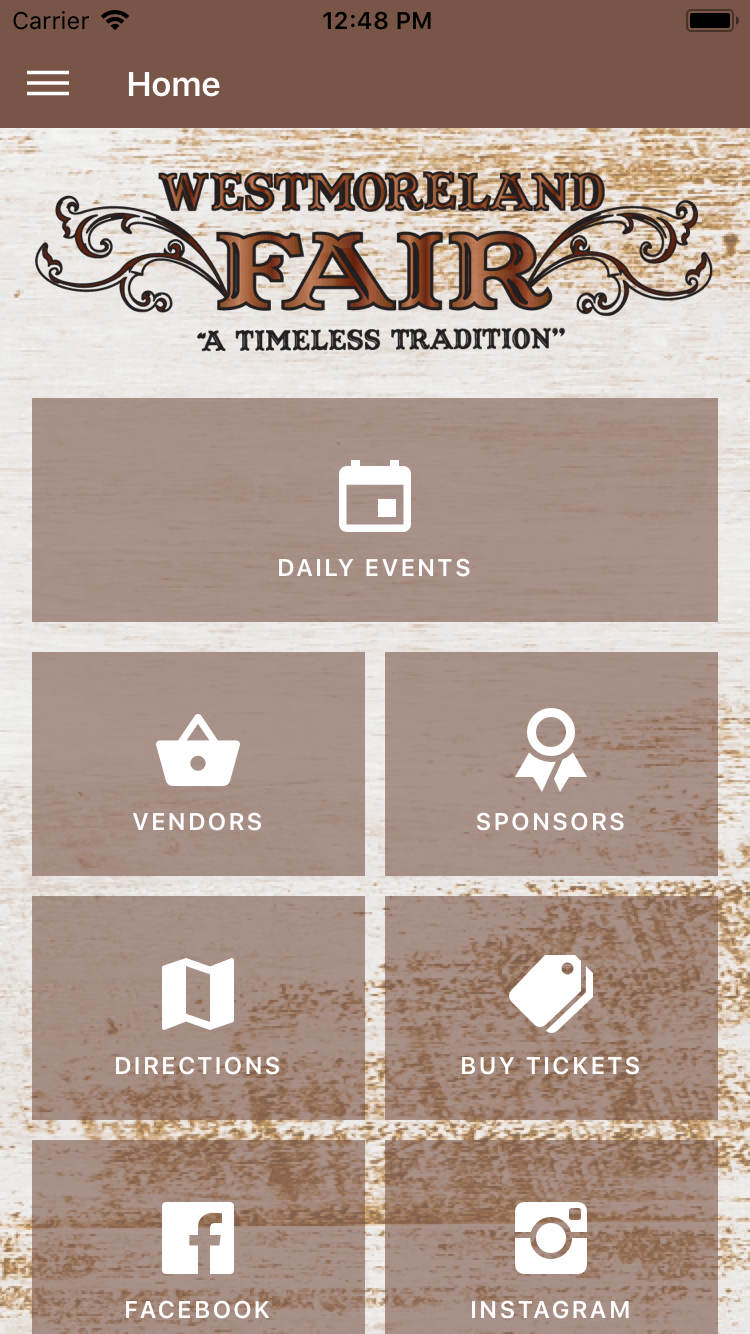 Carrier 12:48 PM
Home
WESTMORELAND
FAIR
“A TIMELESS TRADITION”
DAILY EVENTS
VENDORS SPONSORS
DIRECTIONS BUY TICKETS
FACEBOOK INSTAGRAM